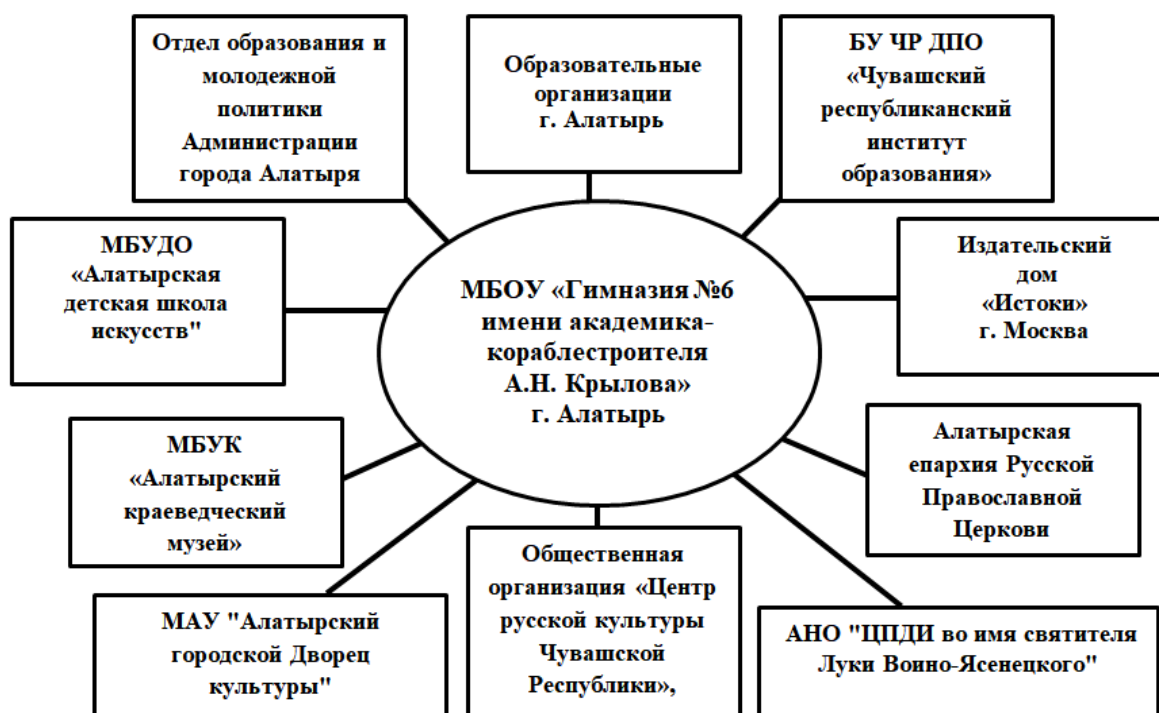 Отдел образования и
молодежной
политики
Администрации
города Алатыря
Образовательные
организации
г. Алатырь
БУ ЧР ДПО
«Чувашский
республиканский
институт
образования»
МБУДО
«Алатырская
детская школа
искусств"
МБОУ «Гимназия №6
имени академика-
кораблестроителя
А.Н. Крылова»
г. Алатырь
Издательский
дом
«Истоки»
г. Москва
МБУК
«Алатырский
краеведческий
музей»
Алатырская
епархия Русской
Православной
Церкови
МАУ "Алатырский
городской Дворец
культуры"
Общественная
организация «Центр
русской культуры
Чувашской
Республики»,
АНО "ЦПДИ во имя святителя
Луки Воино-Ясенецкого"